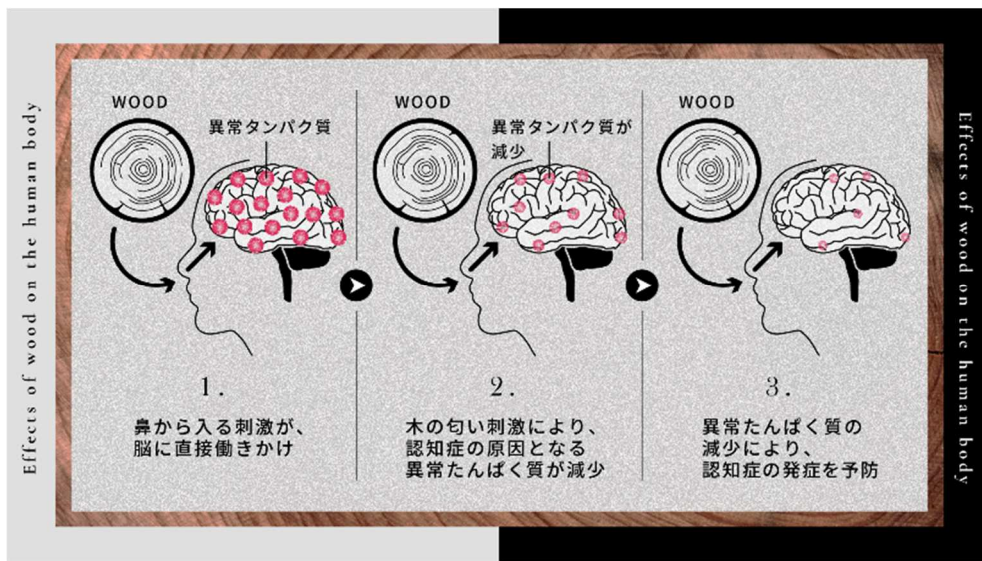 Effects of wood on the human body
WOOD
異常タンパク質
1.
鼻から入る刺激が、
脳に直接働きかけ
WOOD
異常タンパク質が
減少
2.
木の匂い刺激により、
認知症の原因となる
異常たんぱく質が減少
WOOD
3.
異常たんぱく質の
減少により、
認知症の発症を予防
Effects of wood on the human body